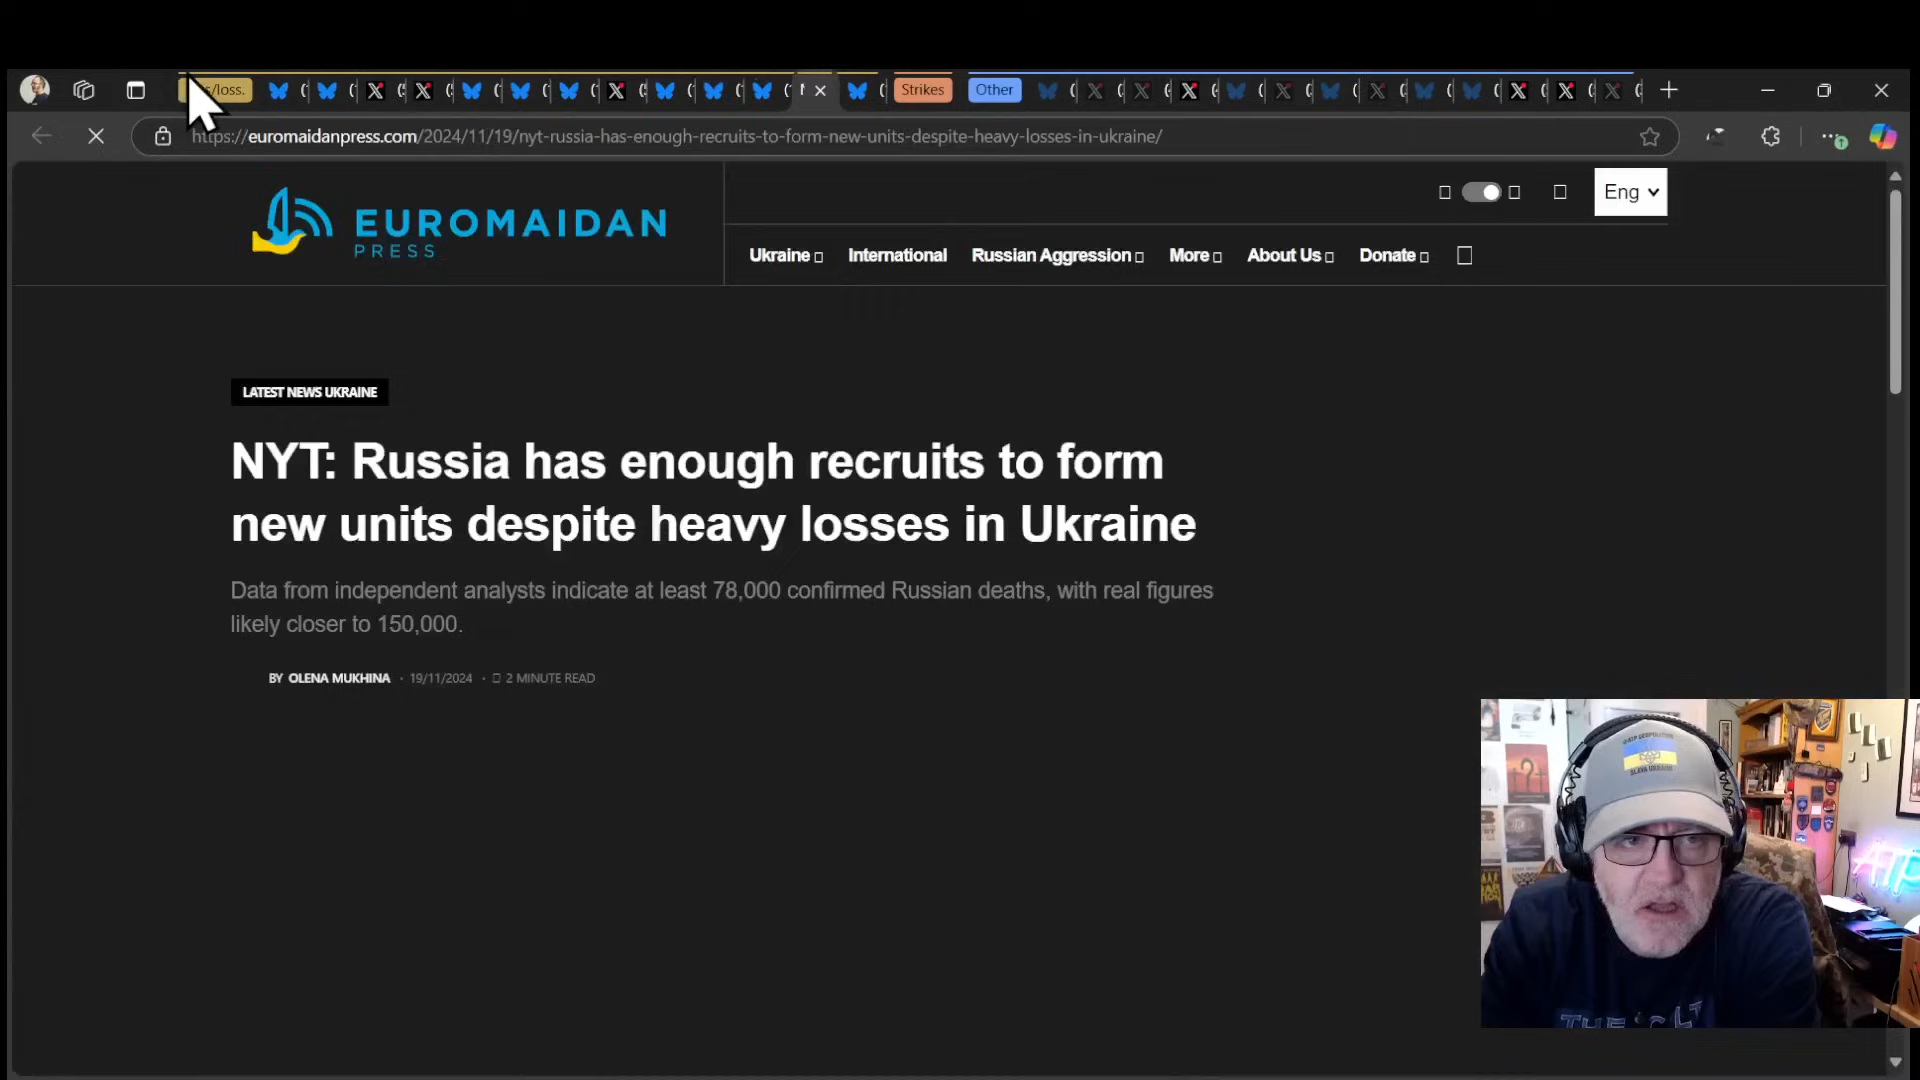 s/loss.
Strikes
Other
https://euromaidanpress.com/2024/11/19/nyt-russia-has-enough-recruits-to-form-new-units-despite-heavy-losses-in-ukraine/
EUROMAIDAN
PRESS
Eng
Ukraine
International
Russian Aggression
More
About Us
Donate
LATEST NEWS UKRAINE
NYT: Russia has enough recruits to form
new units despite heavy losses in Ukraine
Data from independent analysts indicate at least 78,000 confirmed Russian deaths, with real figures
likely closer to 150,000.
BY OLENA MUKHINA · 19/11/2024 · 2 MINUTE READ
SLAVA UKRAINI
ATP